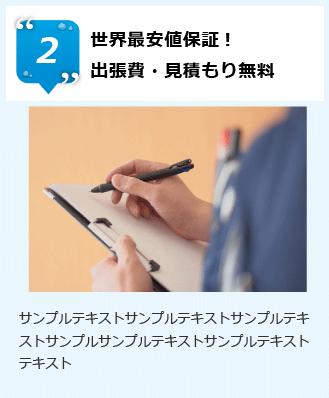 2
世界最安値保証！
出張費・見積もり無料
サンプルテキストサンプルテキストサンプルテキ
ストサンプルサンプルテキストサンプルテキスト
テキスト